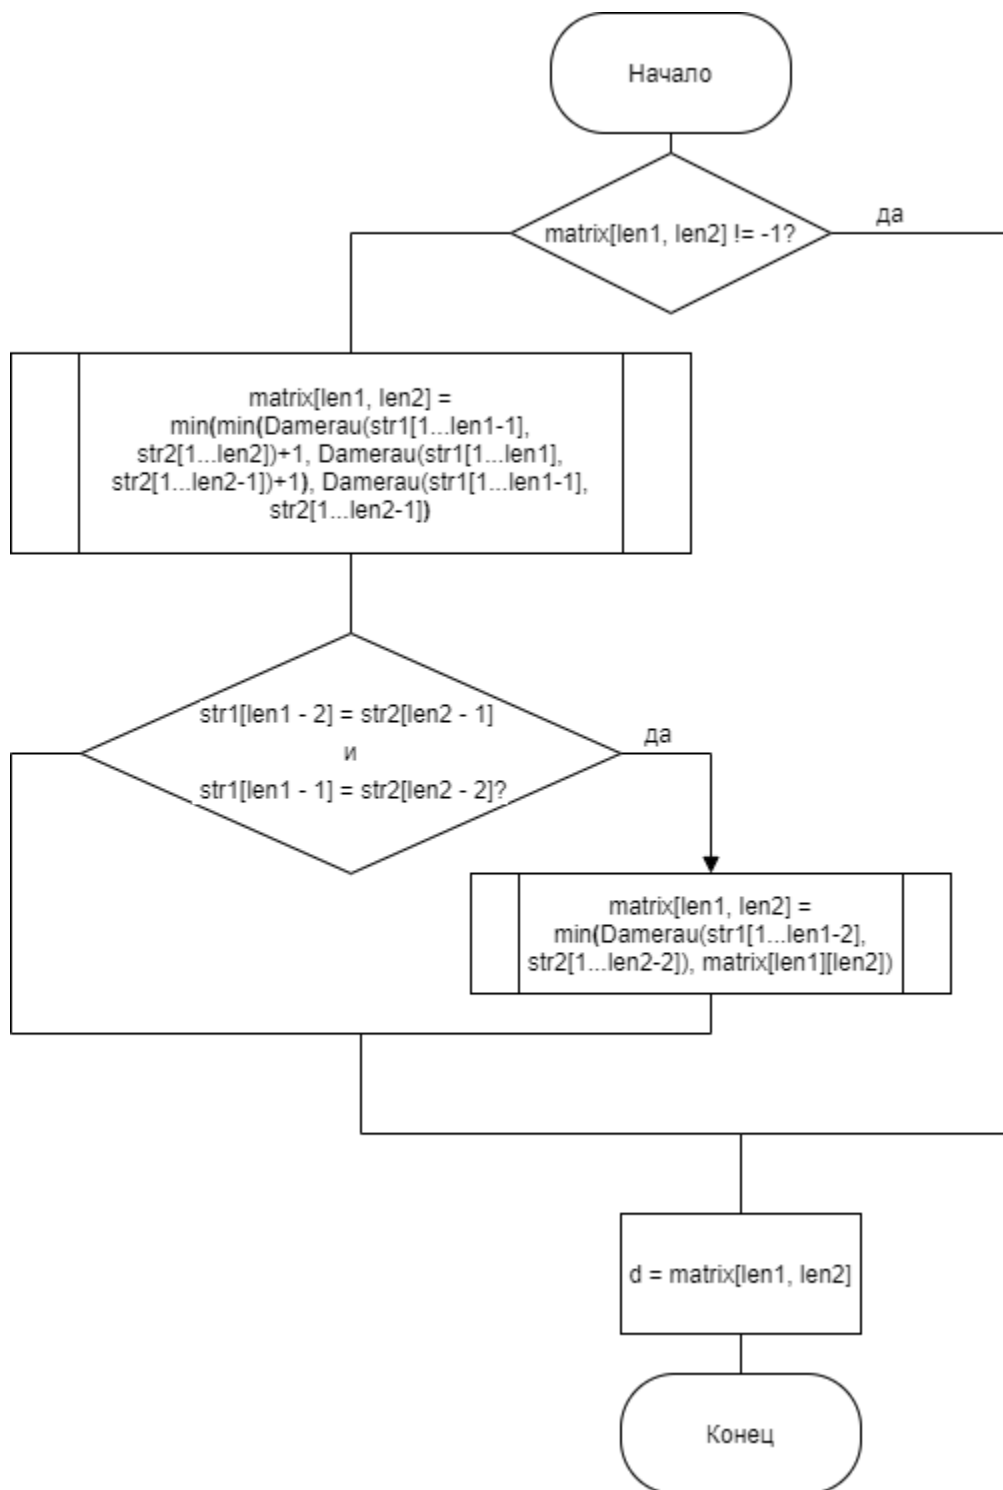 Начало
matrix[len1, len2] != -1?
да
matrix[len1, len2] =
min(min(Damerau(str1[1...len1-1],
str2[1...len2])+1, Damerau(str1[1...len1],
str2[1...len2-1])+1), Damerau(str1[1...len1-1],
str2[1...len2-1])
str1[len1 - 2] = str2[len2 - 1]
и
str1[len1 - 1] = str2[len2 - 2]?
да
matrix[len1, len2] =
min(Damerau(str1[1...len1-2],
str2[1...len2-2]), matrix[len1][len2])
d = matrix[len1, len2]
Конец